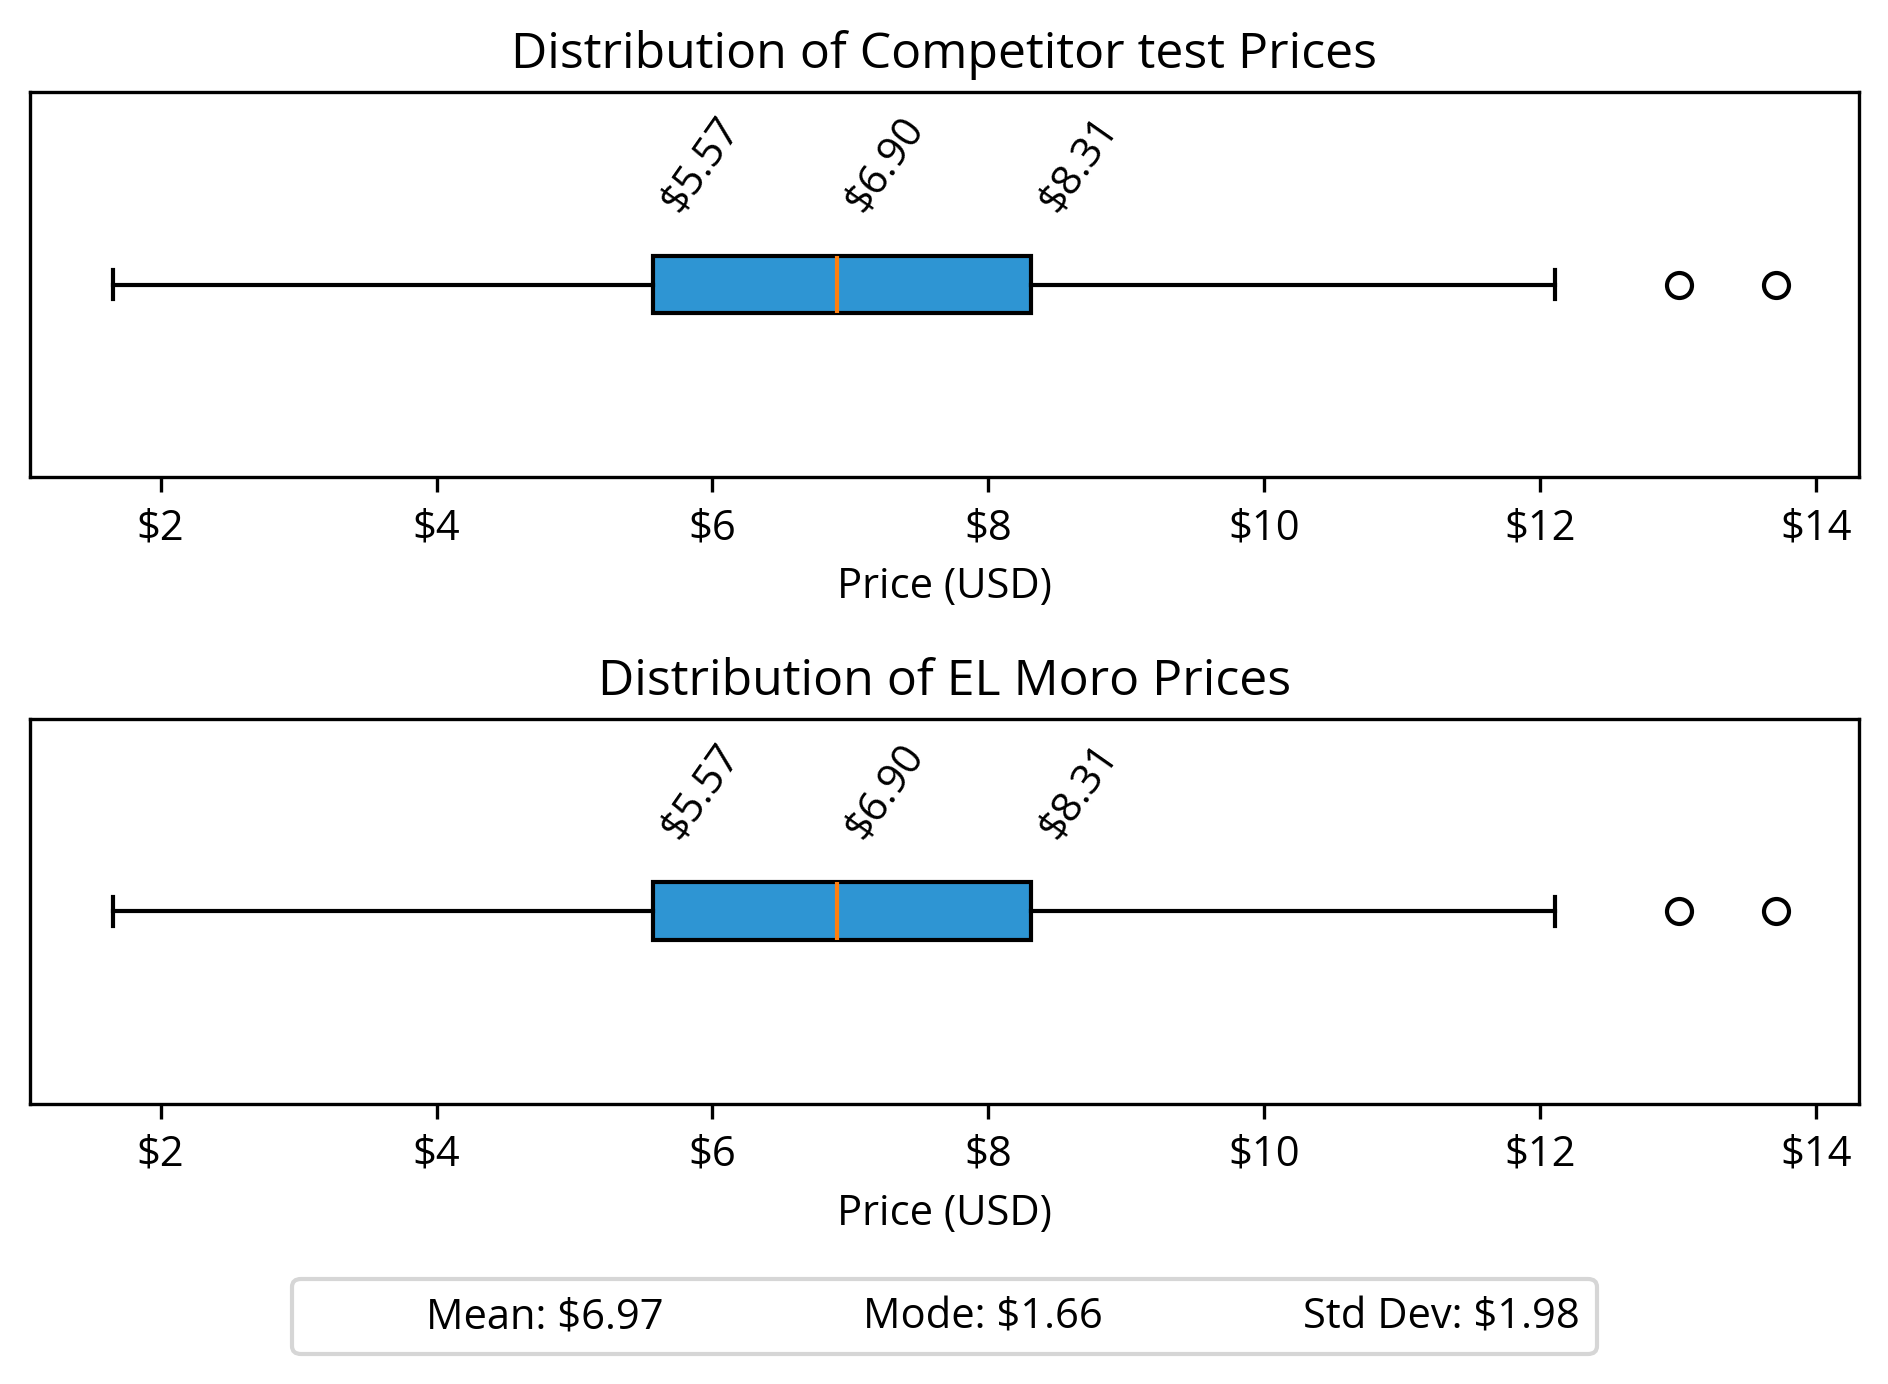 Distribution of Competitor test Prices
$5.57 $6.90 $8.31
$2 $4 $6 $8 $10 $12 $14
Price (USD)
Distribution of EL Moro Prices
$5.57 $6.90 $8.31
$2 $4 $6 $8 $10 $12 $14
Price (USD)
Mean: $6.97 Mode: $1.66 Std Dev: $1.98